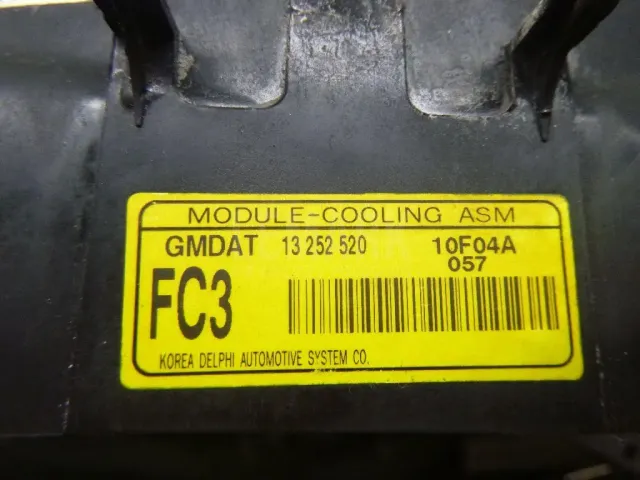 MODULE-COOLING ASM
GMDAT 13 252 520 10F04A
057
FC3
KOREA DELPHI AUTOMOTIVE SYSTEM CO.